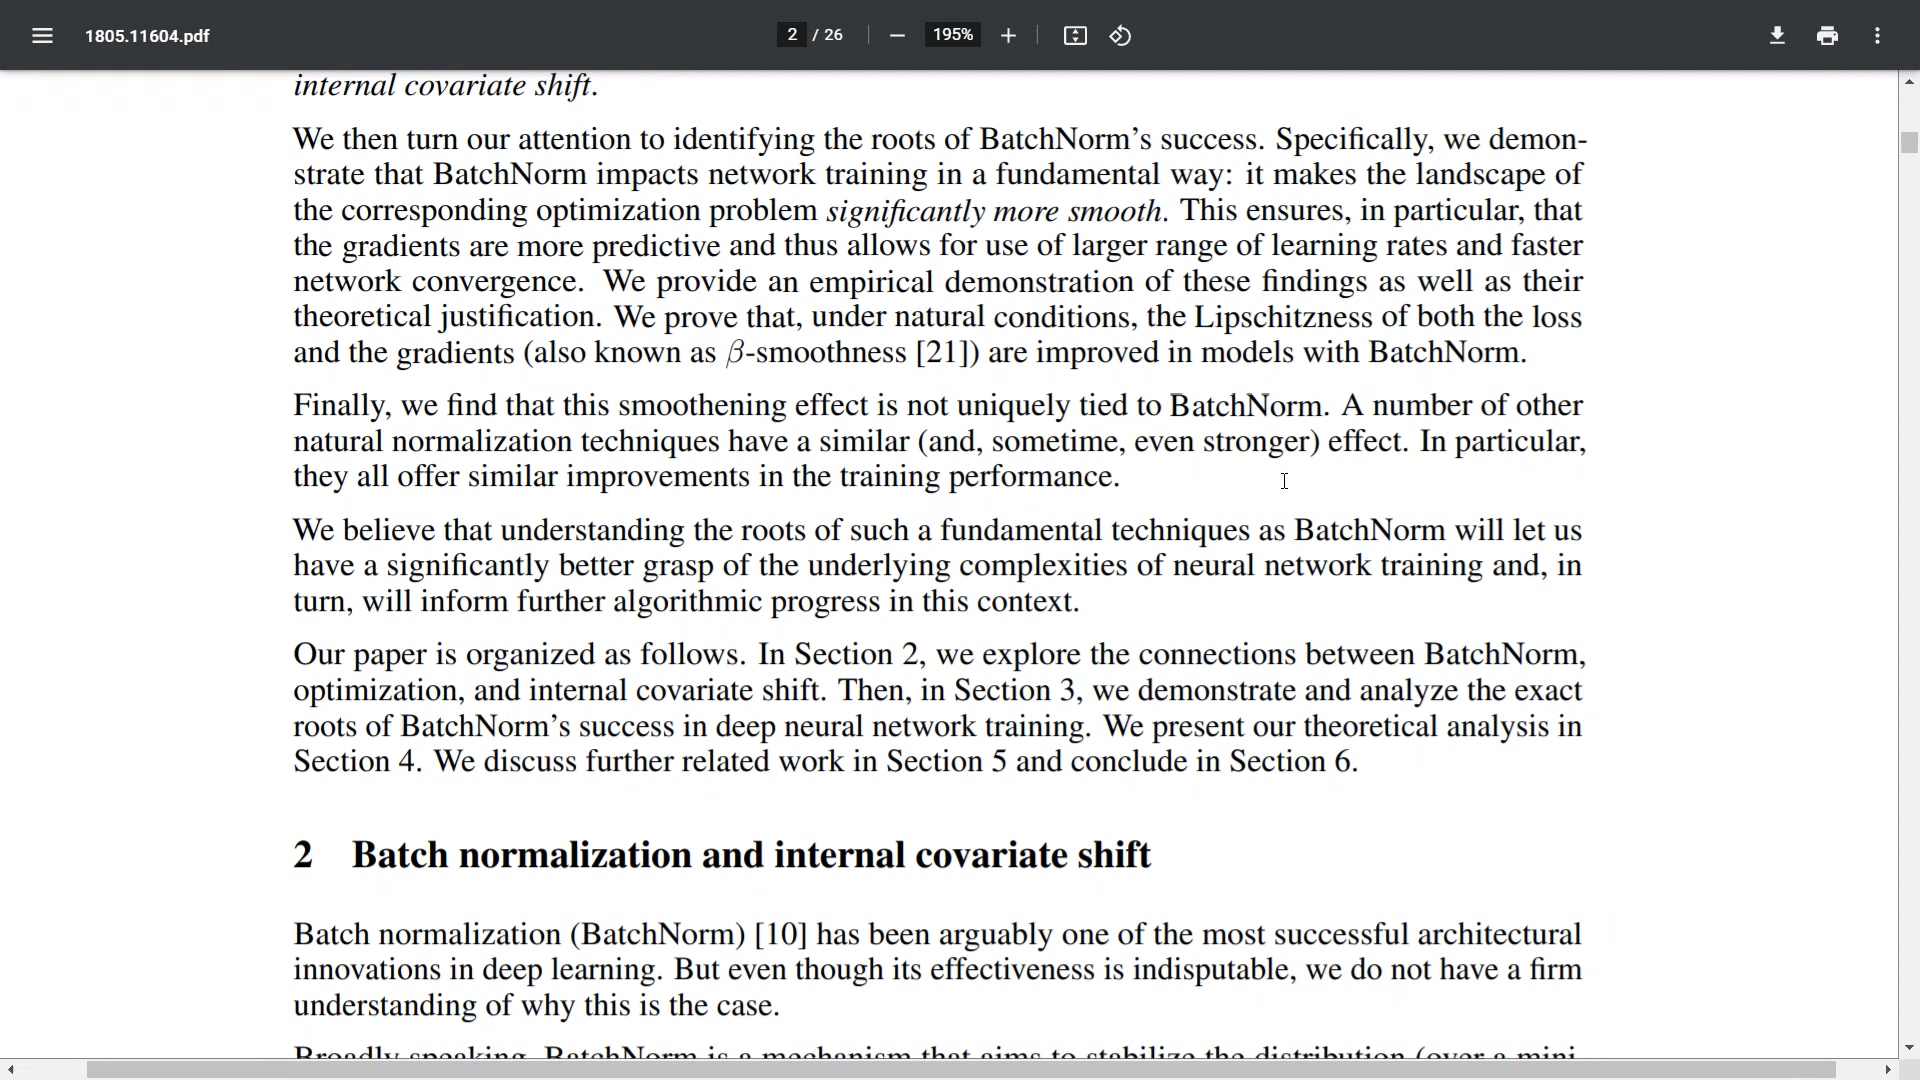 1805.11604.pdf
2 / 26
195%
internal covariate shift.
We then turn our attention to identifying the roots of BatchNorm’s success. Specifically, we demon-
strate that BatchNorm impacts network training in a fundamental way: it makes the landscape of
the corresponding optimization problem significantly more smooth. This ensures, in particular, that
the gradients are more predictive and thus allows for use of larger range of learning rates and faster
network convergence. We provide an empirical demonstration of these findings as well as their
theoretical justification. We prove that, under natural conditions, the Lipschitzness of both the loss
and the gradients (also known as β-smoothness [21]) are improved in models with BatchNorm.
Finally, we find that this smoothening effect is not uniquely tied to BatchNorm. A number of other
natural normalization techniques have a similar (and, sometime, even stronger) effect. In particular,
they all offer similar improvements in the training performance.
We believe that understanding the roots of such a fundamental techniques as BatchNorm will let us
have a significantly better grasp of the underlying complexities of neural network training and, in
turn, will inform further algorithmic progress in this context.
Our paper is organized as follows. In Section 2, we explore the connections between BatchNorm,
optimization, and internal covariate shift. Then, in Section 3, we demonstrate and analyze the exact
roots of BatchNorm’s success in deep neural network training. We present our theoretical analysis in
Section 4. We discuss further related work in Section 5 and conclude in Section 6.
2 Batch normalization and internal covariate shift
Batch normalization (BatchNorm) [10] has been arguably one of the most successful architectural
innovations in deep learning. But even though its effectiveness is indisputable, we do not have a firm
understanding of why this is the case.
Broadly speaking, BatchNorm is a mechanism that aims to stabilize the distribution (over a mini-